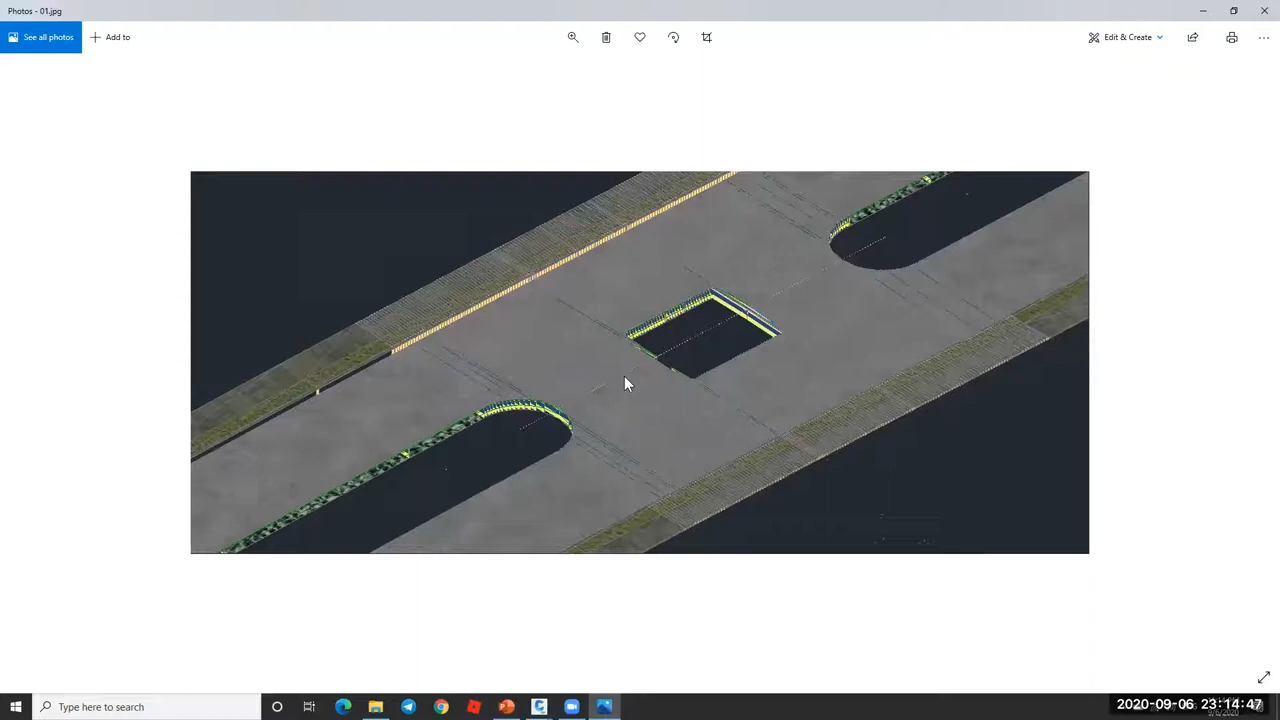 Photos - 01.jpg
See all photos
Add to
Edit & Create
Type here to search
2020-09-06 23:14:47